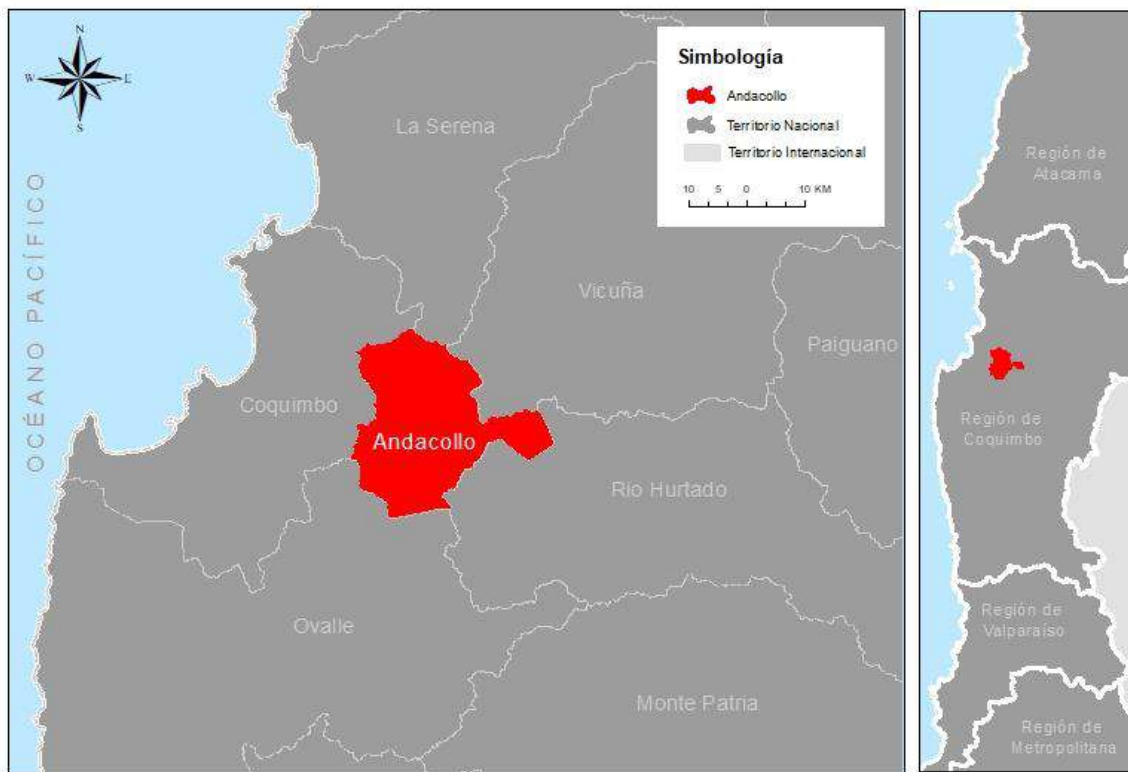 N
W E
S
OCÉANO PACÍFICO
La Serena
Vicuña
Paiguano
Coquimbo
Andacollo
Rio Hurtado
Ovalle
Monte Patria
Simbología
Andacollo
Territorio Nacional
Territorio Internacional
10 5 0 10 KM
Región de
Atacama
Región de
Coquimbo
Región de
Valparaíso
Región de
Metropolitana